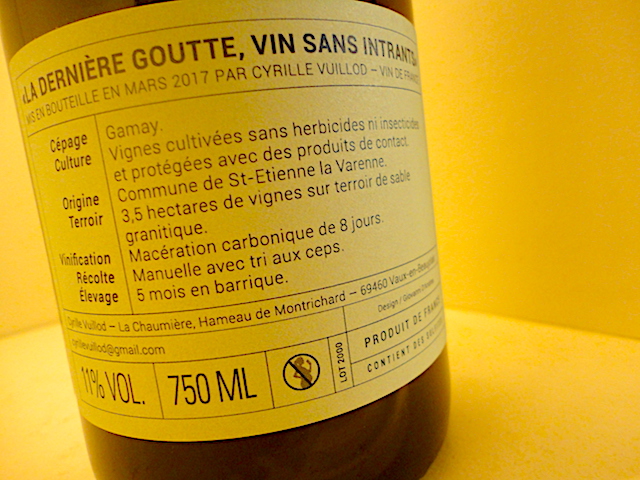 «LA DERNIÈRE GOUTTE, VIN SANS INTRANTS»
MIS EN BOUTEILLE EN MARS 2017 PAR CYRILLE VUILLOD – VIN DE FRANCE
Cépage Gamay.
Culture Vignes cultivées sans herbicides ni insecticides
et protégées avec des produits de contact.
Origine Commune de St-Etienne la Varenne.
Terroir 3,5 hectares de vignes sur terroir de sable
granitique.
Vinification Macération carbonique de 8 jours.
Récolte Manuelle avec tri aux ceps.
Élevage 5 mois en barrique.
Cyrille Vuillod – La Chaumière, Hameau de Montrichard – 69460 Vaux-en-Beaujolais
cyrillevuillod@gmail.com
Design / Giovanni
11% VOL.
750 ML
LOT 2000
PRODUIT DE FRANCE
CONTIENT DES